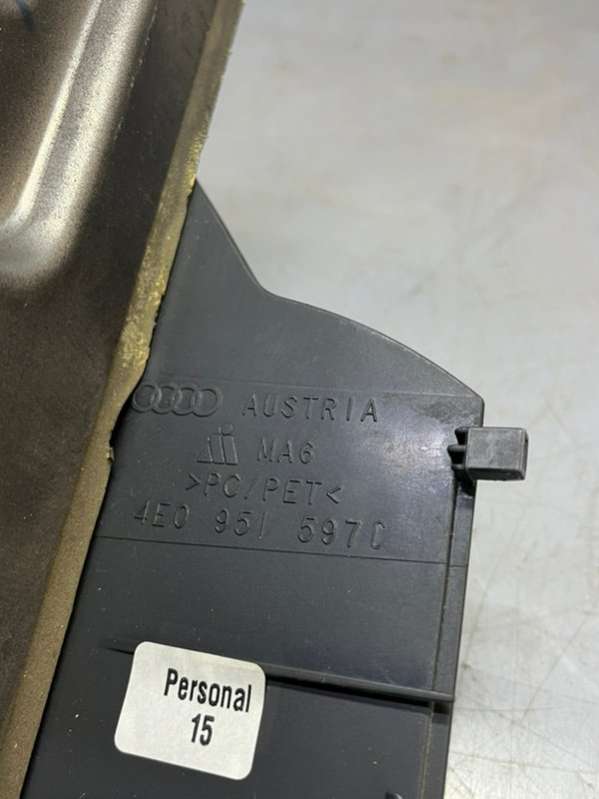 AUSTRIA
MA6
>PC/PET<
4E0 951 597C
Personal
15